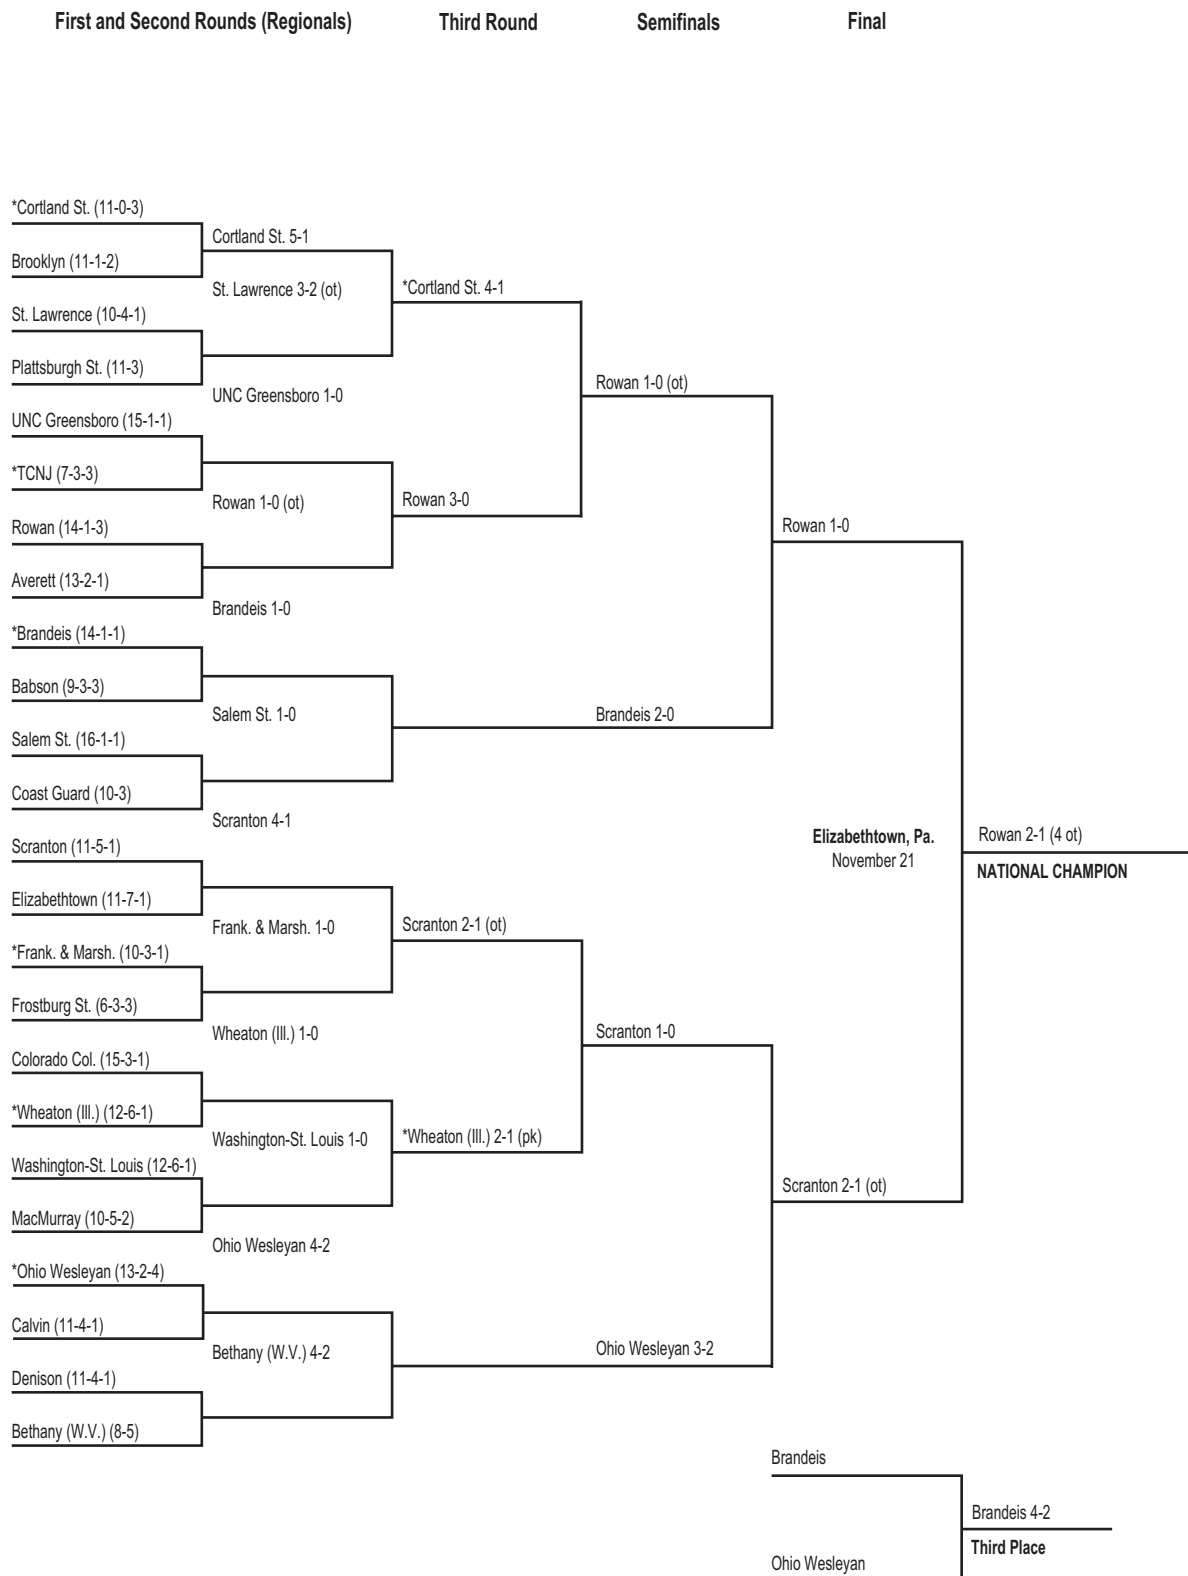 First and Second Rounds (Regionals)
Third Round
Semifinals
Final
*Cortland St. (11-0-3)
Brooklyn (11-1-2)
St. Lawrence (10-4-1)
Plattsburgh St. (11-3)
UNC Greensboro (15-1-1)
*TCNJ (7-3-3)
Rowan (14-1-3)
Averett (13-2-1)
*Brandeis (14-1-1)
Babson (9-3-3)
Salem St. (16-1-1)
Coast Guard (10-3)
Scranton (11-5-1)
Elizabethtown (11-7-1)
*Frank. & Marsh. (10-3-1)
Frostburg St. (6-3-3)
Colorado Col. (15-3-1)
*Wheaton (Ill.) (12-6-1)
Washington-St. Louis (12-6-1)
MacMurray (10-5-2)
*Ohio Wesleyan (13-2-4)
Calvin (11-4-1)
Denison (11-4-1)
Bethany (W.V.) (8-5)
Cortland St. 5-1
St. Lawrence 3-2 (ot)
UNC Greensboro 1-0
Rowan 1-0 (ot)
Brandeis 1-0
Salem St. 1-0
Scranton 4-1
Frank. & Marsh. 1-0
Wheaton (Ill.) 1-0
Washington-St. Louis 1-0
Ohio Wesleyan 4-2
Bethany (W.V.) 4-2
*Cortland St. 4-1
Rowan 3-0
Scranton 2-1 (ot)
*Wheaton (Ill.) 2-1 (pk)
Rowan 1-0 (ot)
Brandeis 2-0
Scranton 1-0
Ohio Wesleyan 3-2
Rowan 1-0
Scranton 2-1 (ot)
Elizabethtown, Pa.
November 21
Rowan 2-1 (4 ot)
NATIONAL CHAMPION
Brandeis
Ohio Wesleyan
Brandeis 4-2
Third Place